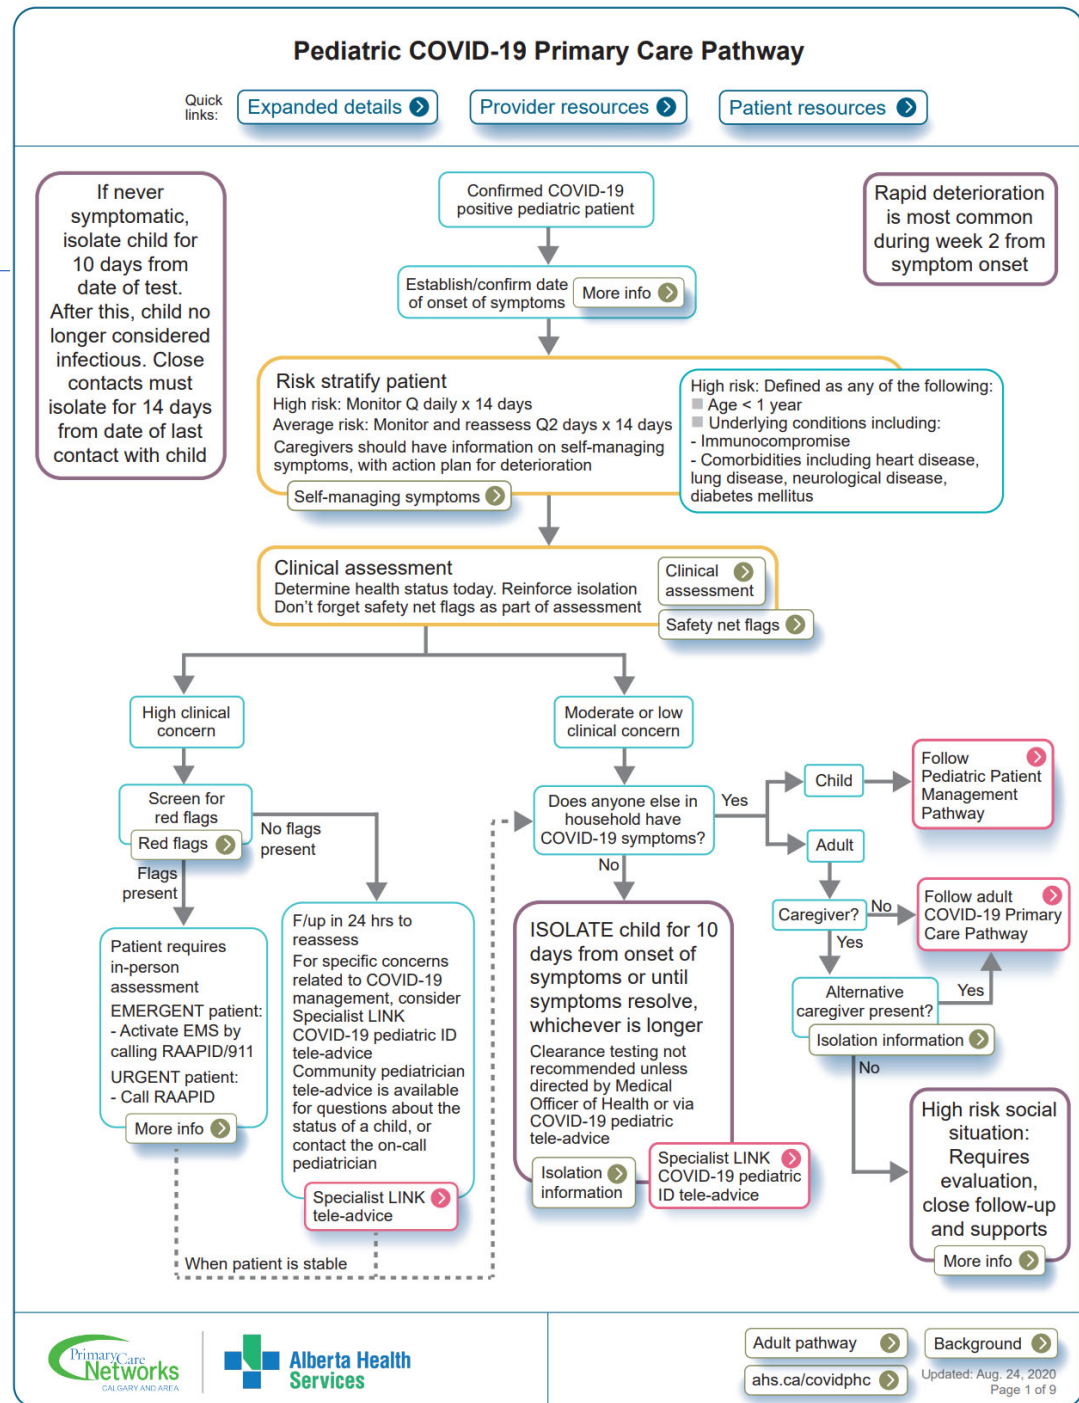 Pediatric COVID-19 Primary Care Pathway
Quick
links:
Expanded details
Provider resources
Patient resources
If never
symptomatic,
isolate child for
10 days from
date of test.
After this, child no
longer considered
infectious. Close
contacts must
isolate for 14 days
from date of last
contact with child
Confirmed COVID-19
positive pediatric patient
Rapid deterioration
is most common
during week 2 from
symptom onset
Establish/confirm date
of onset of symptoms
More info
Risk stratify patient
High risk: Monitor Q daily x 14 days
Average risk: Monitor and reassess Q2 days x 14 days
Caregivers should have information on self-managing
symptoms, with action plan for deterioration
Self-managing symptoms
High risk: Defined as any of the following:
Age < 1 year
Underlying conditions including:
- Immunocompromise
- Comorbidities including heart disease,
lung disease, neurological disease,
diabetes mellitus
Clinical assessment
Determine health status today. Reinforce isolation
Don't forget safety net flags as part of assessment
Clinical
assessment
Safety net flags
High clinical
concern
Moderate or low
clinical concern
Screen for
red flags
Red flags
No flags
present
Flags
present
Does anyone else in
household have
COVID-19 symptoms?
Yes
No
Child
Follow
Pediatric Patient
Management
Pathway
Adult
Caregiver?
No
Yes
Follow adult
COVID-19 Primary
Care Pathway
Alternative
caregiver present?
Yes
Isolation information
No
Patient requires
in-person
assessment
EMERGENT patient:
- Activate EMS by
calling RAAPID/911
URGENT patient:
- Call RAAPID
More info
F/up in 24 hrs to
reassess
For specific concerns
related to COVID-19
management, consider
Specialist LINK
COVID-19 pediatric ID
tele-advice
Community pediatrician
tele-advice is available
for questions about the
status of a child, or
contact the on-call
pediatrician
Specialist LINK
tele-advice
ISOLATE child for 10
days from onset of
symptoms or until
symptoms resolve,
whichever is longer
Clearance testing not
recommended unless
directed by Medical
Officer of Health or via
COVID-19 pediatric
tele-advice
Isolation
information
Specialist LINK
COVID-19 pediatric
ID tele-advice
High risk social
situation:
Requires
evaluation,
close follow-up
and supports
More info
When patient is stable
PrimaryCare
Networks
CALGARY AND AREA
Alberta Health
Services
Adult pathway
Background
ahs.ca/covidphc
Updated: Aug. 24, 2020
Page 1 of 9